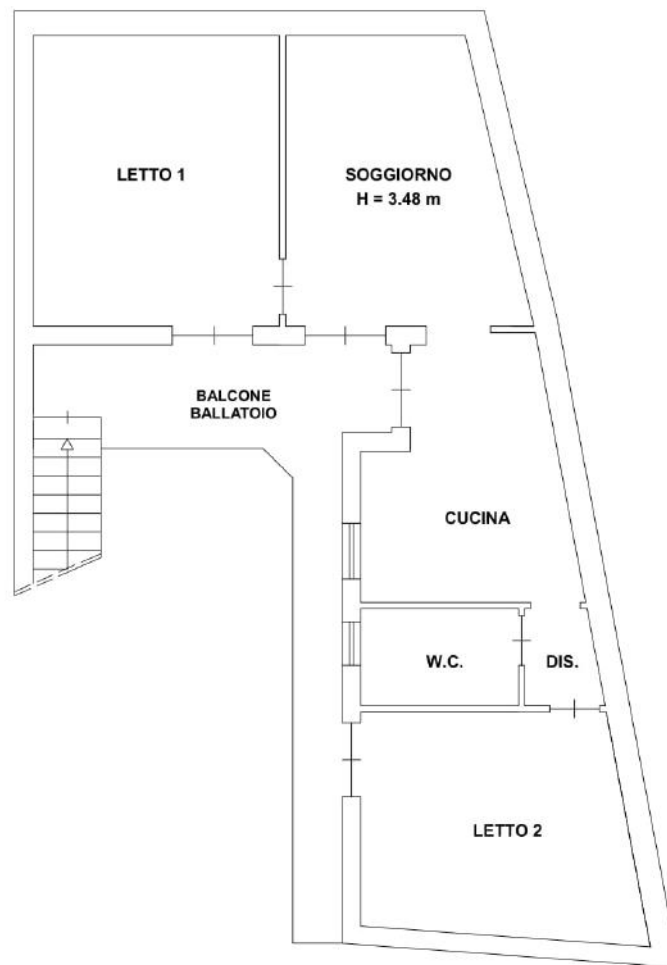 LETTO 1
SOGGIORNO
H = 3.48 m
BALCONE
BALLATOIO
CUCINA
W.C.
DIS.
LETTO 2